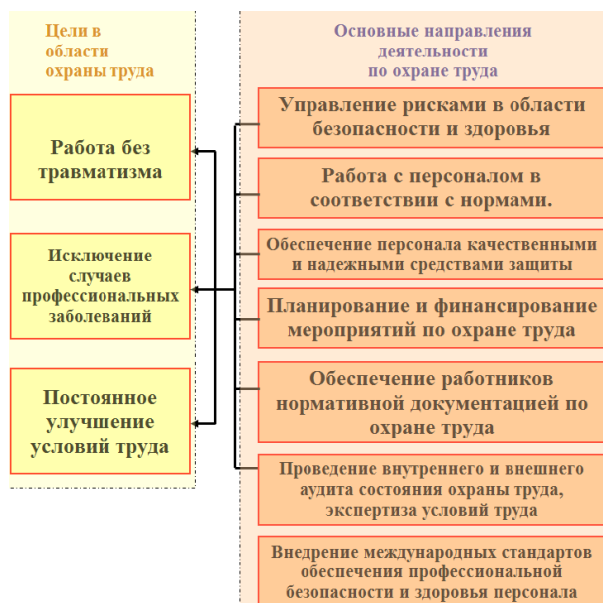 Цели в
области
охраны труда
Работа без
травматизма
Исключение
случаев
профессиональных
заболеваний
Постоянное
улучшение
условий труда
Основные направления
деятельности
по охране труда
Управление рисками в области
безопасности и здоровья
Работа с персоналом в
соответствии с нормами.
Обеспечение персонала качественными
и надежными средствами защиты
Планирование и финансирование
мероприятий по охране труда
Обеспечение работников
нормативной документацией по
охране труда
Проведение внутреннего и внешнего
аудита состояния охраны труда,
экспертиза условий труда
Внедрение международных стандартов
обеспечения профессиональной
безопасности и здоровья персонала